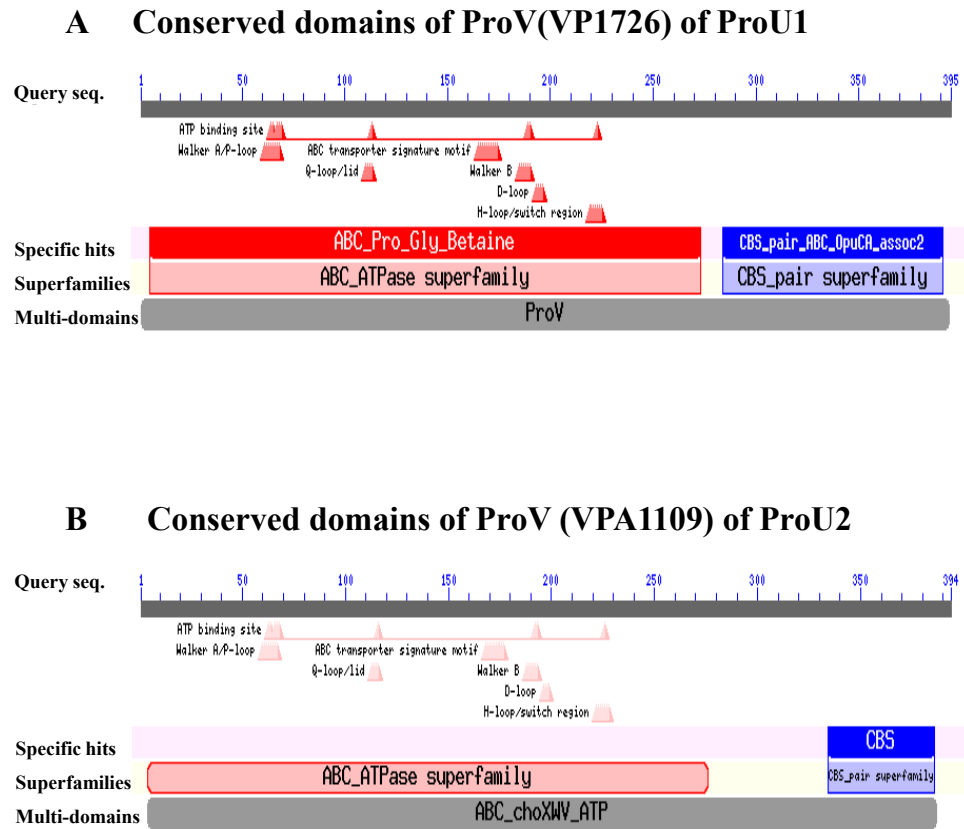 A Conserved domains of ProV(VP1726) of ProU1
1 50 100 150 200 250 300 350 395
Query seq.
ATP binding site
Walker A/P-loop ABC transporter signature motif
Q-loop/lid Walker B
D-loop
H-loop/switch region
Specific hits ABC_Pro_Gly_Betaine CBS_pair_ABC_OpuCA_assoc2
Superfamilies ABC_ATPase superfamily CBS_pair superfamily
Multi-domains ProV
B Conserved domains of ProV (VPA1109) of ProU2
1 50 100 150 200 250 300 350 394
Query seq.
ATP binding site
Walker A/P-loop ABC transporter signature motif
Q-loop/lid Walker B
D-loop
H-loop/switch region
Specific hits CBS
Superfamilies ABC_ATPase superfamily CBS_pair superfamily
Multi-domains ABC_choXWV_ATP